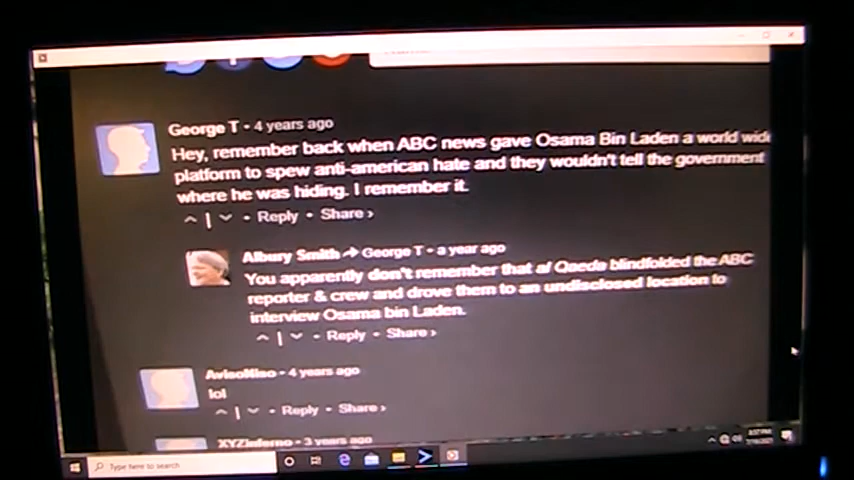 George T • 4 years ago
Hey, remember back when ABC news gave Osama Bin Laden a world wide
platform to spew anti-american hate and they wouldn't tell the government
where he was hiding. I remember it.
• Reply • Share ›
Albury Smith → George T • a year ago
You apparently don't remember that al Qaeda blindfolded the ABC
reporter & crew and drove them to an undisclosed location to
interview Osama bin Laden.
• Reply • Share ›
AvisoMiso • 4 years ago
lol
• Reply • Share ›
XYZinferno • 3 years ago
Type here to search